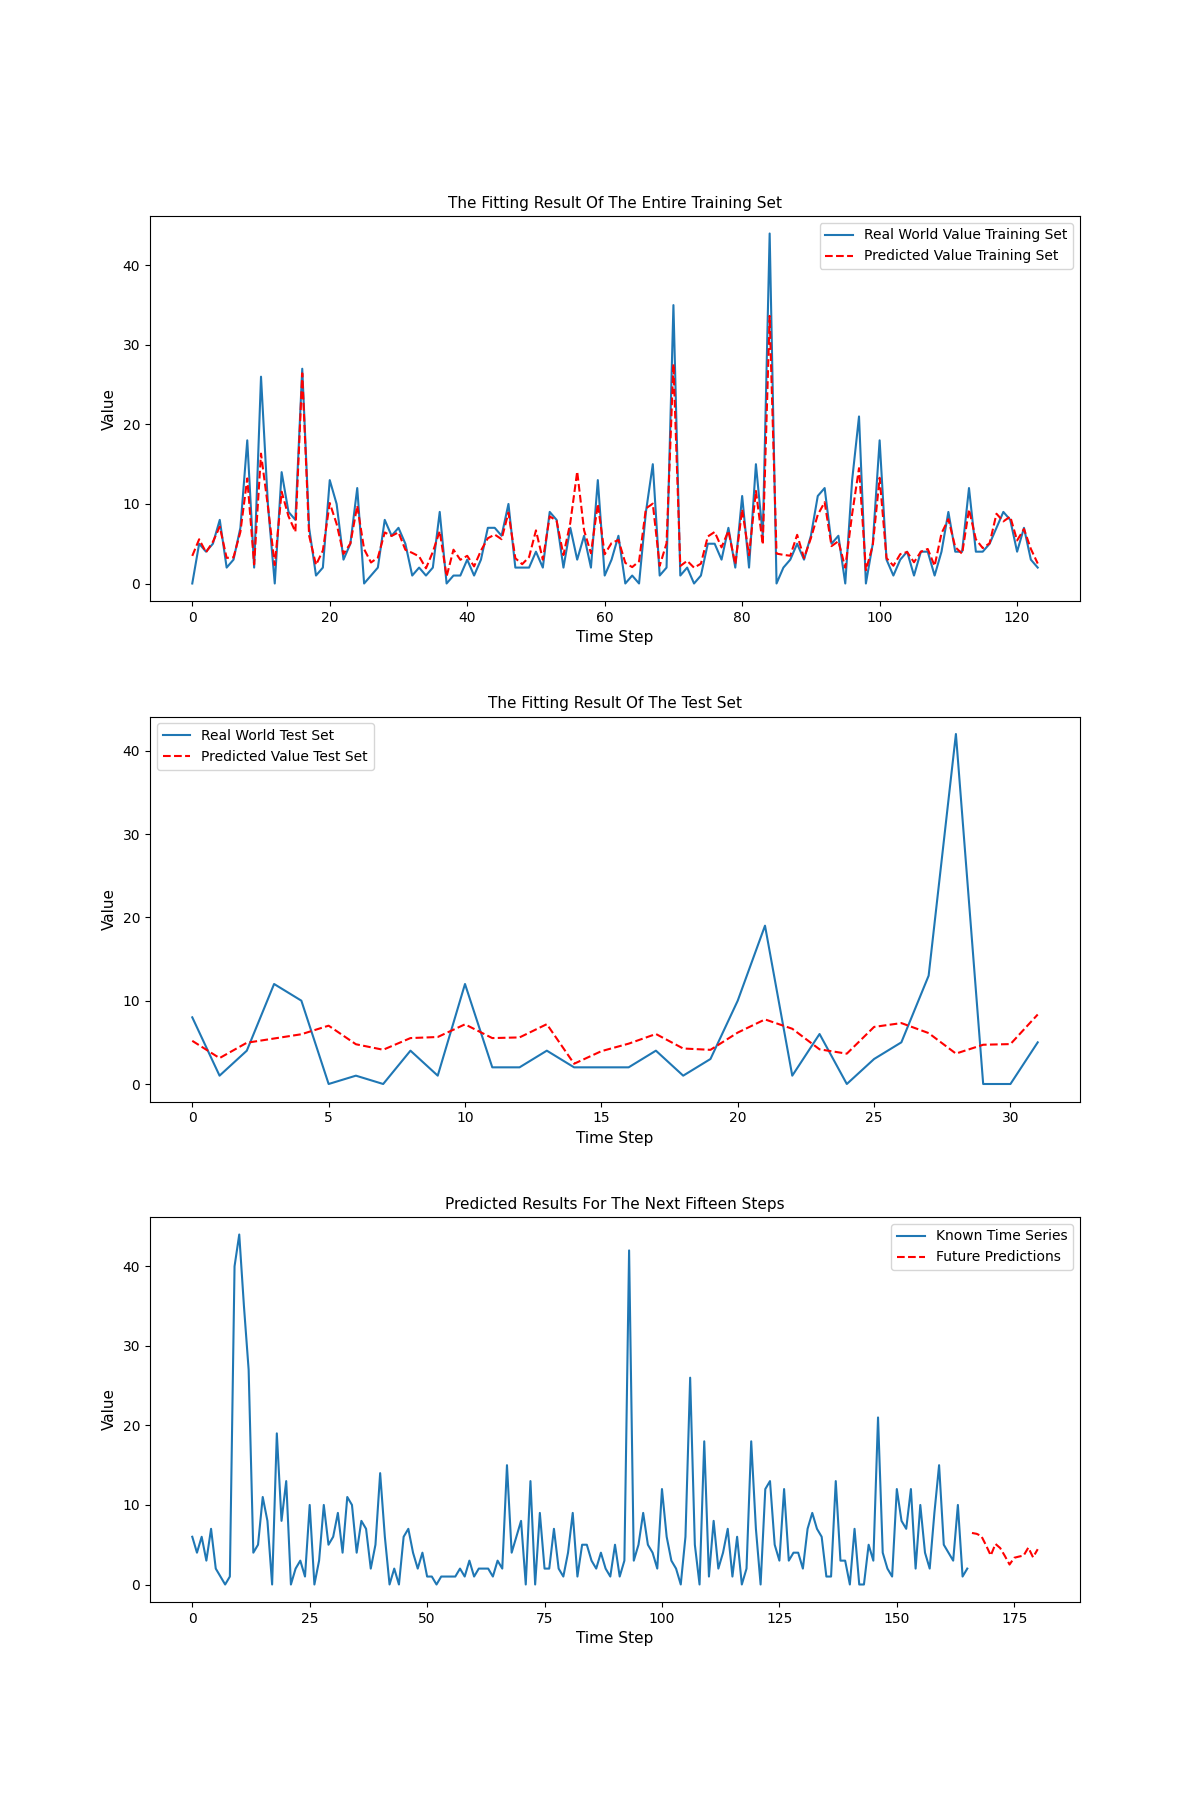 The Fitting Result Of The Entire Training Set
Real World Value Training Set
Predicted Value Training Set
Value
40
30
20
10
0
0 20 40 60 80 100 120
Time Step
The Fitting Result Of The Test Set
Real World Test Set
Predicted Value Test Set
Value
40
30
20
10
0
0 5 10 15 20 25 30
Time Step
Predicted Results For The Next Fifteen Steps
Known Time Series
Future Predictions
Value
40
30
20
10
0
0 25 50 75 100 125 150 175
Time Step